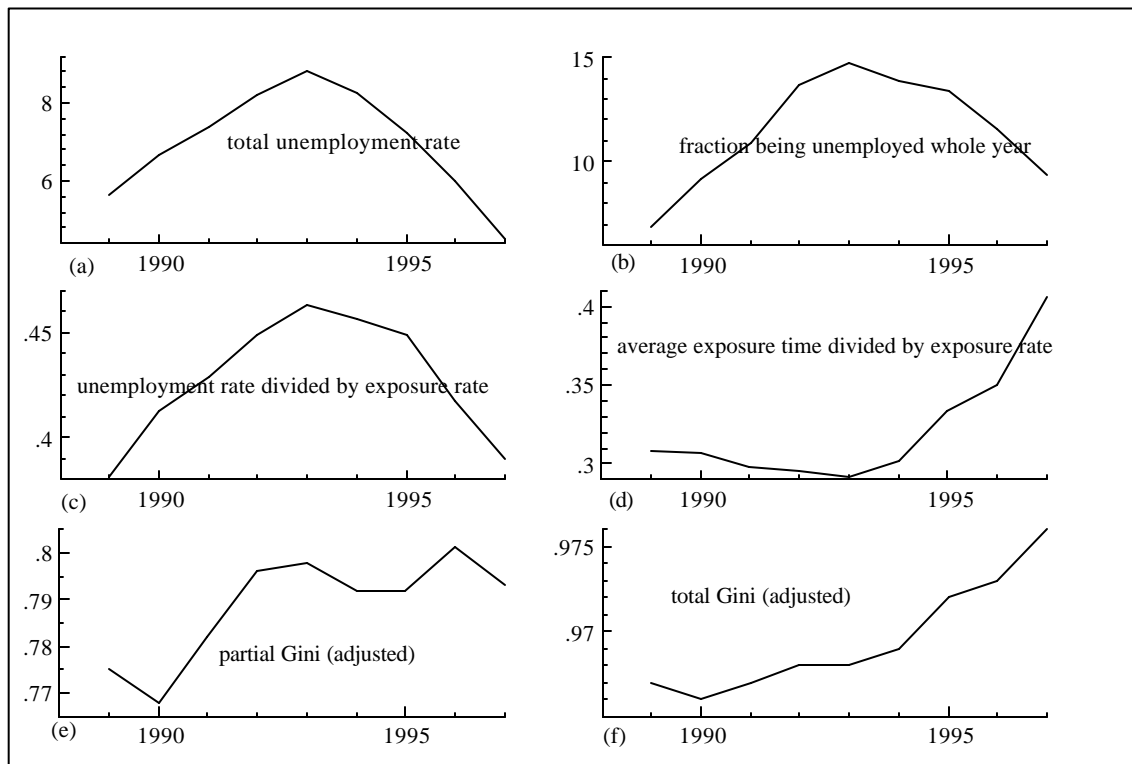 8
6
total unemployment rate
(a)
1990
1995
15
10
fraction being unemployed whole year
(b)
1990
1995
.45
.4
unemployment rate divided by exposure rate
(c)
1990
1995
.4
.35
.3
average exposure time divided by exposure rate
(d)
1990
1995
.8
.79
.78
.77
partial Gini (adjusted)
(e)
1990
1995
.975
.97
total Gini (adjusted)
(f)
1990
1995